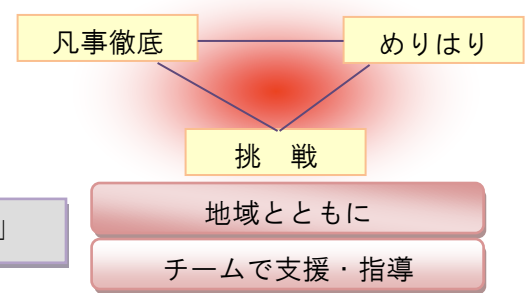 凡事徹底
めりはり
挑　戦
地域とともに
」
チームで支援・指導